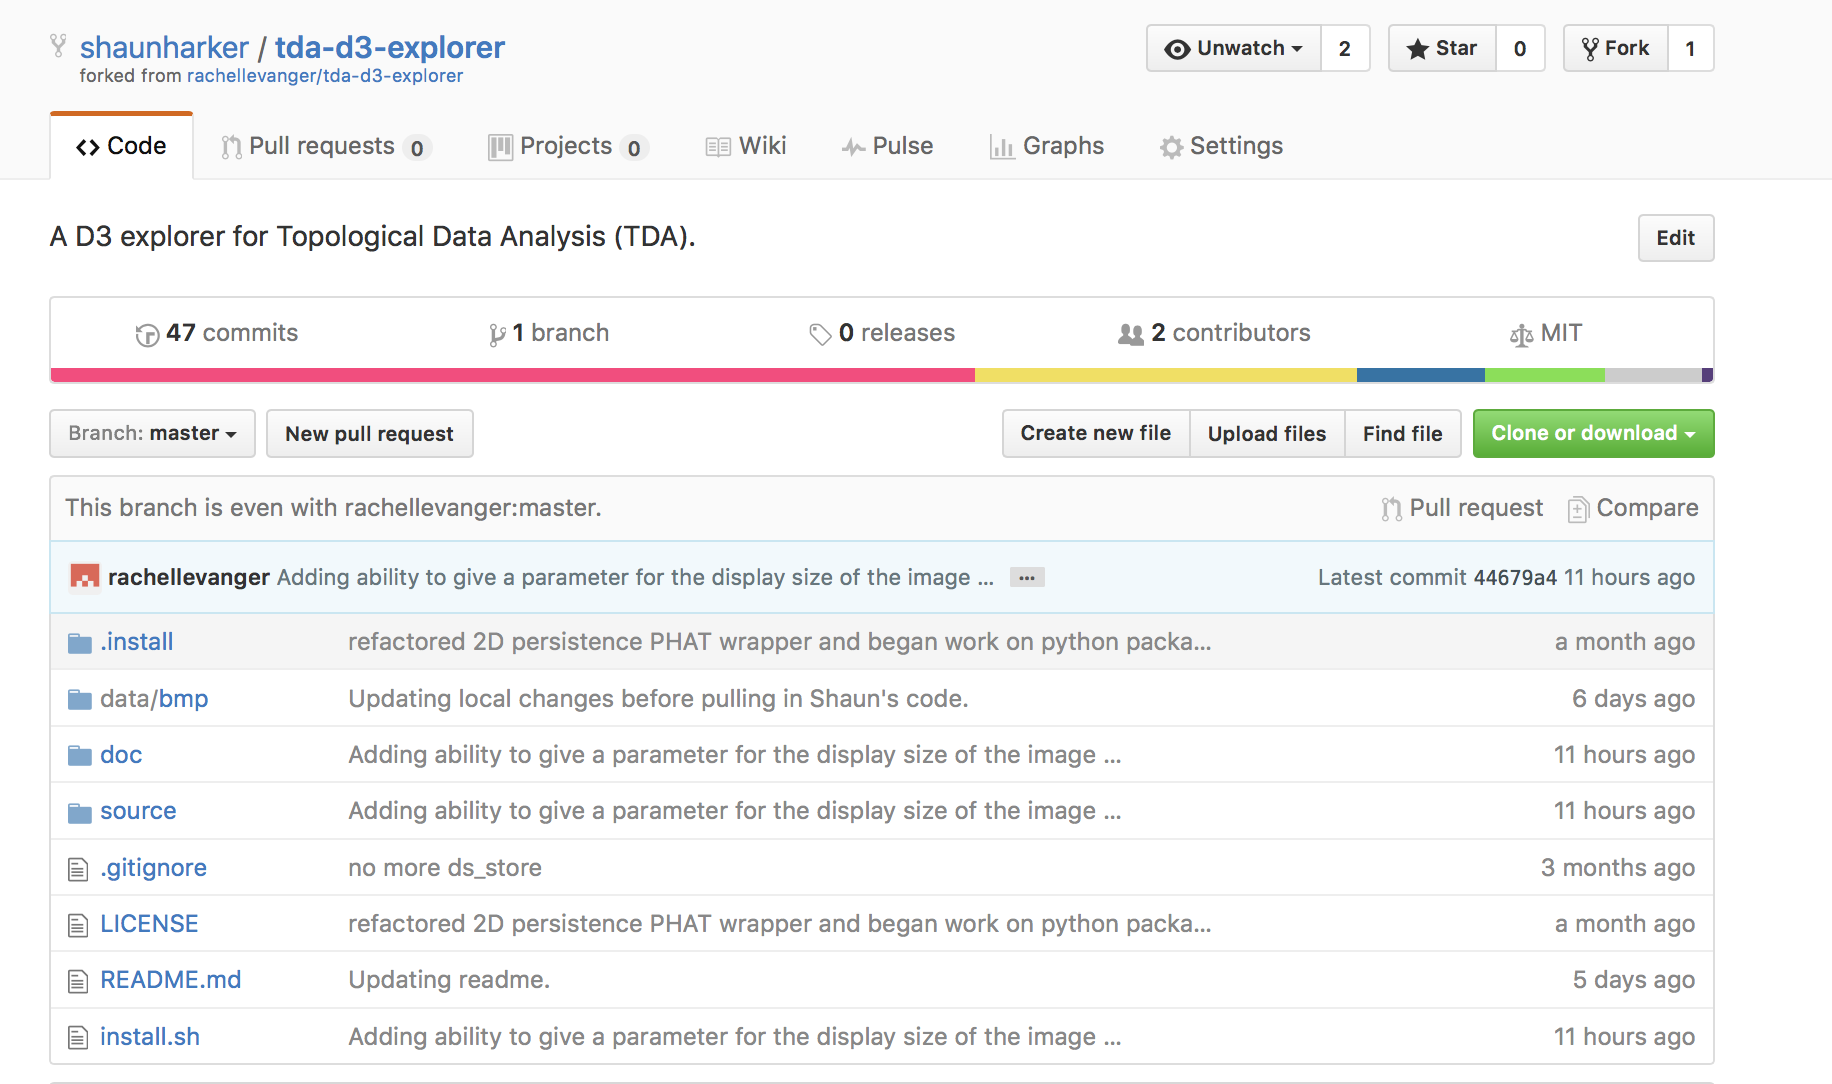 shaunharker / tda-d3-explorer
forked from rachellevanger/tda-d3-explorer
Unwatch 2
Star 0
Fork 1
Code
Pull requests 0
Projects 0
Wiki
Pulse
Graphs
Settings
A D3 explorer for Topological Data Analysis (TDA).
Edit
47 commits
1 branch
0 releases
2 contributors
MIT
Branch: master
New pull request
Create new file
Upload files
Find file
Clone or download
This branch is even with rachellevanger:master.
Pull request
Compare
rachellevanger Adding ability to give a parameter for the display size of the image ... ...
Latest commit 44679a4 11 hours ago
.install refactored 2D persistence PHAT wrapper and began work on python packa... a month ago
data/bmp Updating local changes before pulling in Shaun's code. 6 days ago
doc Adding ability to give a parameter for the display size of the image ... 11 hours ago
source Adding ability to give a parameter for the display size of the image ... 11 hours ago
.gitignore no more ds_store 3 months ago
LICENSE refactored 2D persistence PHAT wrapper and began work on python packa... a month ago
README.md Updating readme. 5 days ago
install.sh Adding ability to give a parameter for the display size of the image ... 11 hours ago